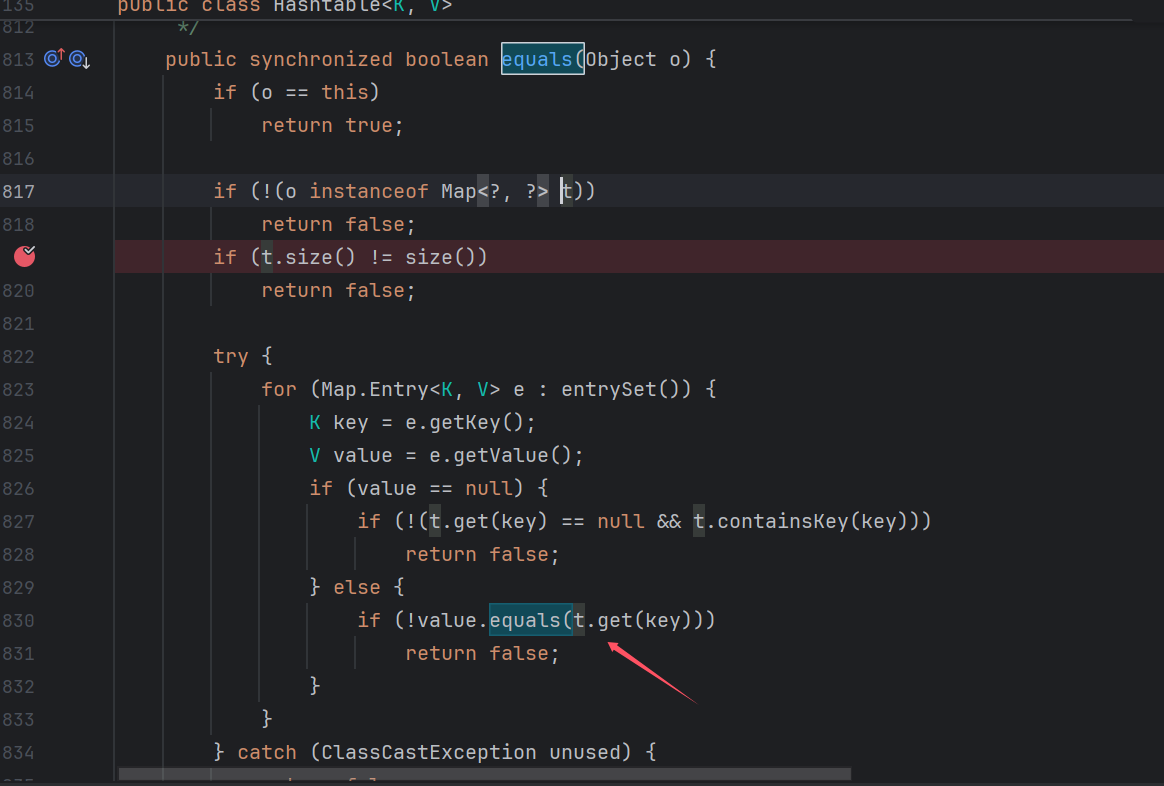 135 public class Hashtable<K, V>
812 */
813 public synchronized boolean equals(Object o) {
814 if (o == this)
815 return true;
816
817 if (!(o instanceof Map<?, ?> t))
818 return false;
if (t.size() != size())
820 return false;
821
822 try {
823 for (Map.Entry<K, V> e : entrySet()) {
824 K key = e.getKey();
825 V value = e.getValue();
826 if (value == null) {
827 if (!(t.get(key) == null && t.containsKey(key)))
828 return false;
829 } else {
830 if (!value.equals(t.get(key)))
831 return false;
832 }
833 }
834 } catch (ClassCastException unused) {